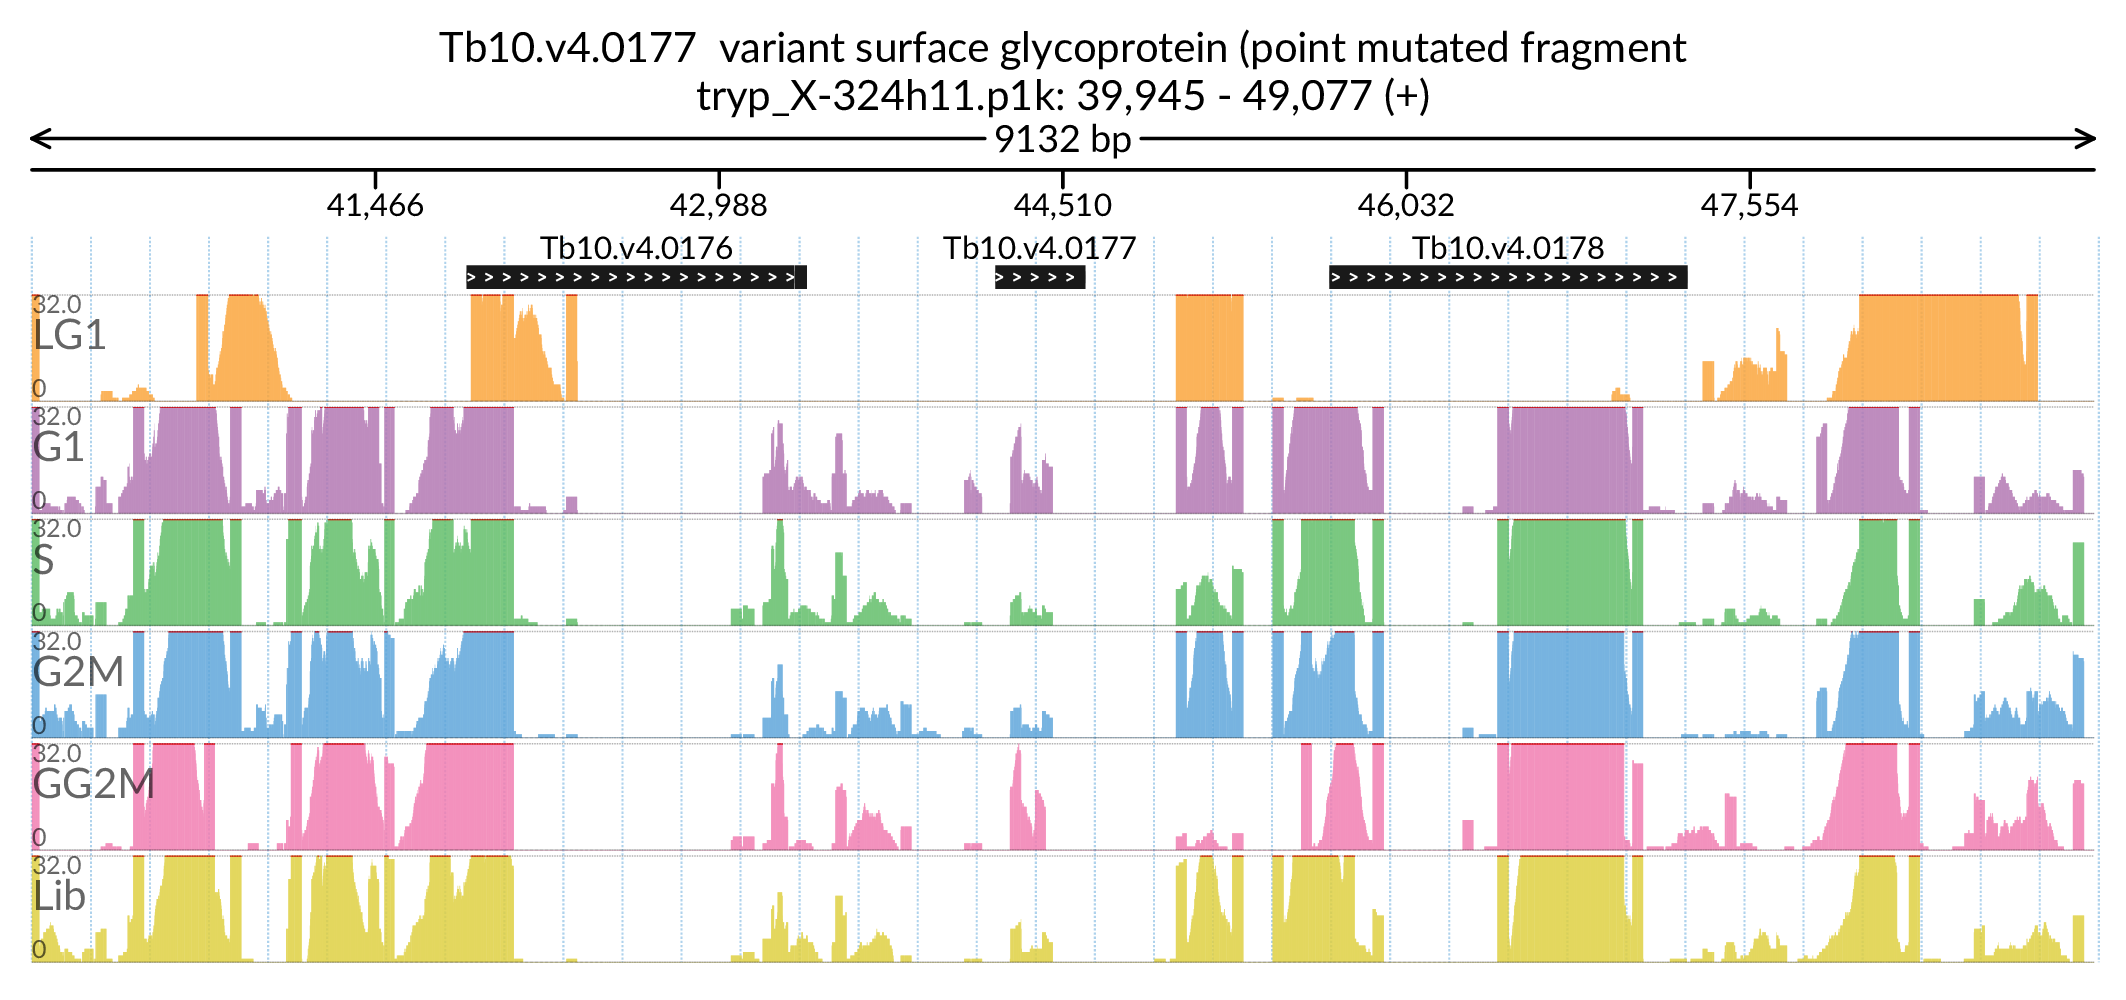 Tb10.v4.0177 variant surface glycoprotein (point mutated fragment
tryp_X-324h11.p1k: 39,945 - 49,077 (+)
9132 bp
41,466 42,988 44,510 46,032 47,554
Tb10.v4.0176 Tb10.v4.0177 Tb10.v4.0178
32.0
LG1
0
32.0
G1
0
32.0
S
0
32.0
G2M
0
32.0
GG2M
0
32.0
Lib
0